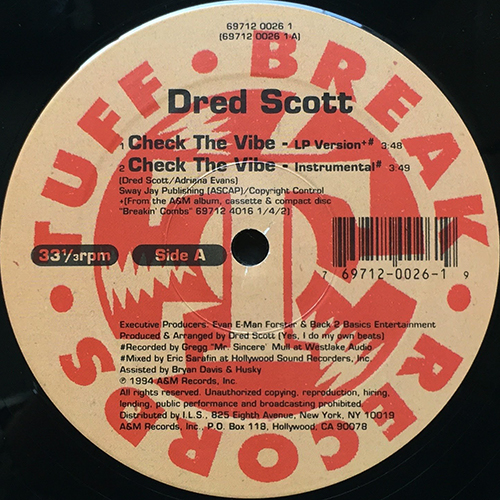 69712 0026 1
(69712 0026 1 A)
TUFF • BREAK • RECORDS •
Dred Scott
1 Check The Vibe - LP Version+# 3:48
2 Check The Vibe - Instrumental# 3:49
(Dred Scott/Adriana Evans)
Sway Jay Publishing (ASCAP)/Copyright Control
+(From the A&M album, cassette & compact disc
"Breakin' Combs" 69712 4016 1/4/2)
33⅓rpm Side A
7 69712-0026-1 9
Executive Producers: Evan E-Man Forster & Back 2 Basics Entertainment
Produced & Arranged by Dred Scott (Yes, I do my own beats)
#Recorded by Gregg "Mr. Sincere" Mull at Westlake Audio
#Mixed by Eric Sarafin at Hollywood Sound Recorders, Inc.
Assisted by Bryan Davis & Husky
℗ 1994 A&M Records, Inc.
All rights reserved. Unauthorized copying, reproduction, hiring,
lending, public performance and broadcasting prohibited.
Distributed by I.L.S., 825 Eighth Avenue, New York, NY 10019
A&M Records, Inc., P.O. Box 118, Hollywood, CA 90078